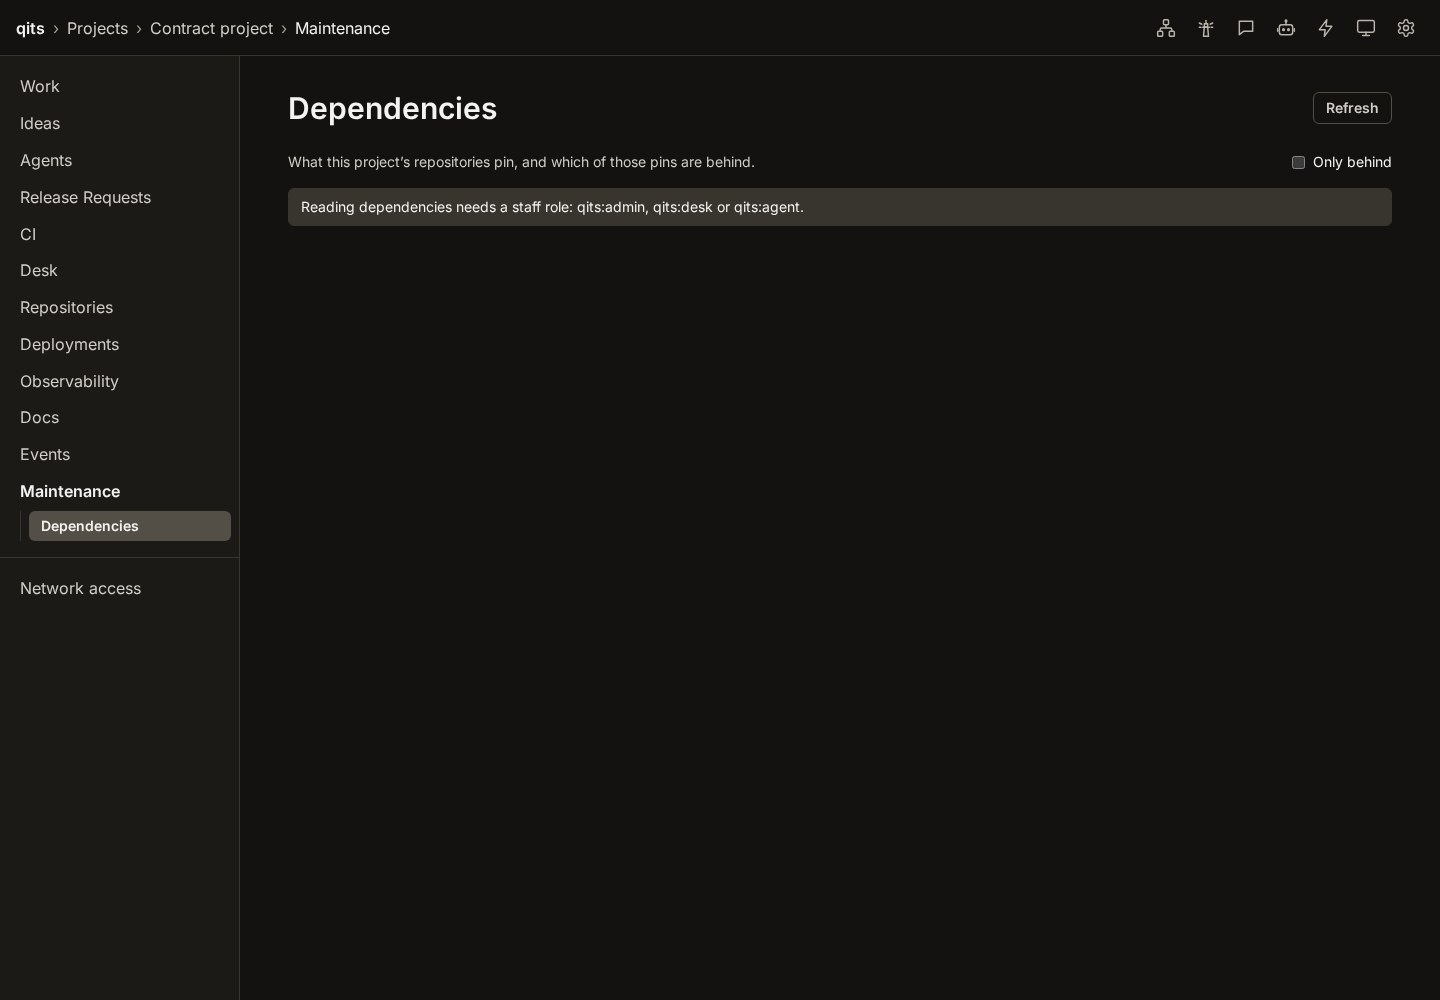 qits › Projects › Contract project › Maintenance
Work
Ideas
Agents
Release Requests
CI
Desk
Repositories
Deployments
Observability
Docs
Events
Maintenance
Dependencies
Network access
Dependencies
Refresh
What this project’s repositories pin, and which of those pins are behind.
Only behind
Reading dependencies needs a staff role: qits:admin, qits:desk or qits:agent.